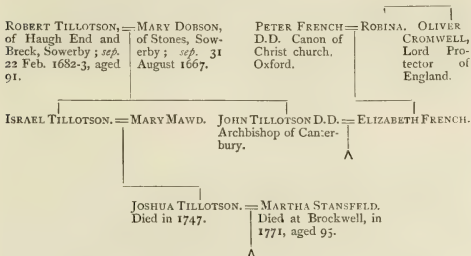 ROBERT TILLOTSON, = MARY DOBSON,
of Haugh End and
Breck, Sowerby ; sep.
22 Feb. 1682-3, aged
91.
of Stones, Sow-
erby ; sep. 31
August 1667.
PETER FRENCH = ROBINA.
D.D. Canon of
Christ church.
Oxford.
OLIVER
CROMWELL,
Lord Pro-
tector of
England.
ISRAEL TILLOTSON. = MARY MAWD.
JOHN TILLOTSON D.D. = ELIZABETH FRENCH.
Archbishop of Canter-
bury.
JOSHUA TILLOTSON. = MARTHA STANSFELD.
Died in 1747.
Died at Brockwell, in
1771, aged 95.